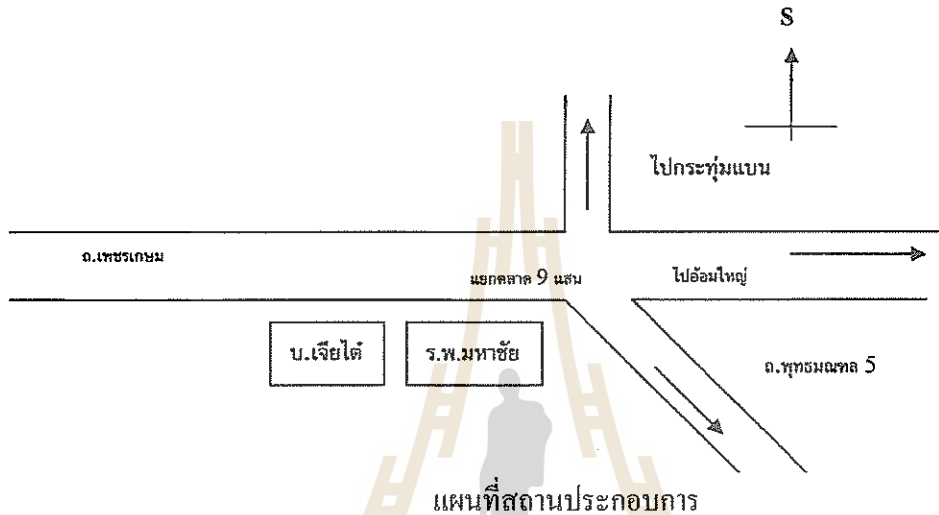 S
ไปกระทุ่มแบน
ถ.เพชรเกษม
แยกตลาด 9 แสน
ไปอ้อมใหญ่
บ.เจียไต๋
ร.พ.มหาชัย
ถ.พุทธมณฑล 5
แผนที่สถานประกอบการ